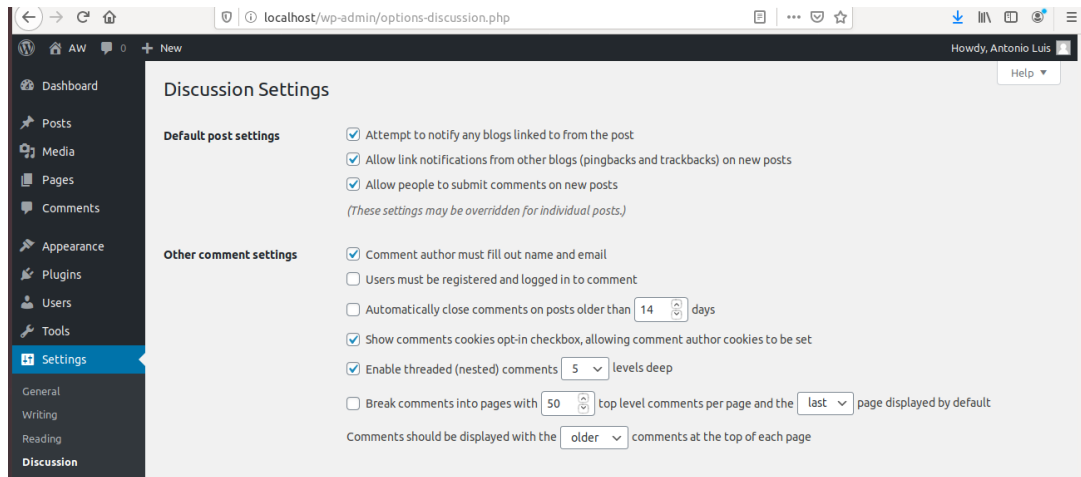 localhost/wp-admin/options-discussion.php
AW 0 + New Howdy, Antonio Luis
Help
Dashboard
Posts
Media
Pages
Comments
Appearance
Plugins
Users
Tools
Settings
General
Writing
Reading
Discussion
Discussion Settings
Default post settings
Attempt to notify any blogs linked to from the post
Allow link notifications from other blogs (pingbacks and trackbacks) on new posts
Allow people to submit comments on new posts
(These settings may be overridden for individual posts.)
Other comment settings
Comment author must fill out name and email
Users must be registered and logged in to comment
Automatically close comments on posts older than 14 days
Show comments cookies opt-in checkbox, allowing comment author cookies to be set
Enable threaded (nested) comments 5 levels deep
Break comments into pages with 50 top level comments per page and the last page displayed by default
Comments should be displayed with the older comments at the top of each page